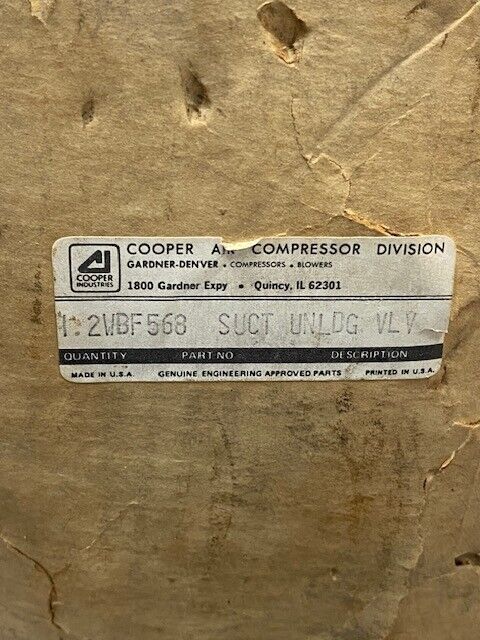 COOPER AIR COMPRESSOR DIVISION
GARDNER-DENVER • COMPRESSORS • BLOWERS
1800 Gardner Expy • Quincy, IL 62301
COOPER
INDUSTRIES
1. 2WBF568 SUCT UNLDG VLV
QUANTITY PART NO DESCRIPTION
MADE IN U.S.A. GENUINE ENGINEERING APPROVED PARTS PRINTED IN U.S.A.